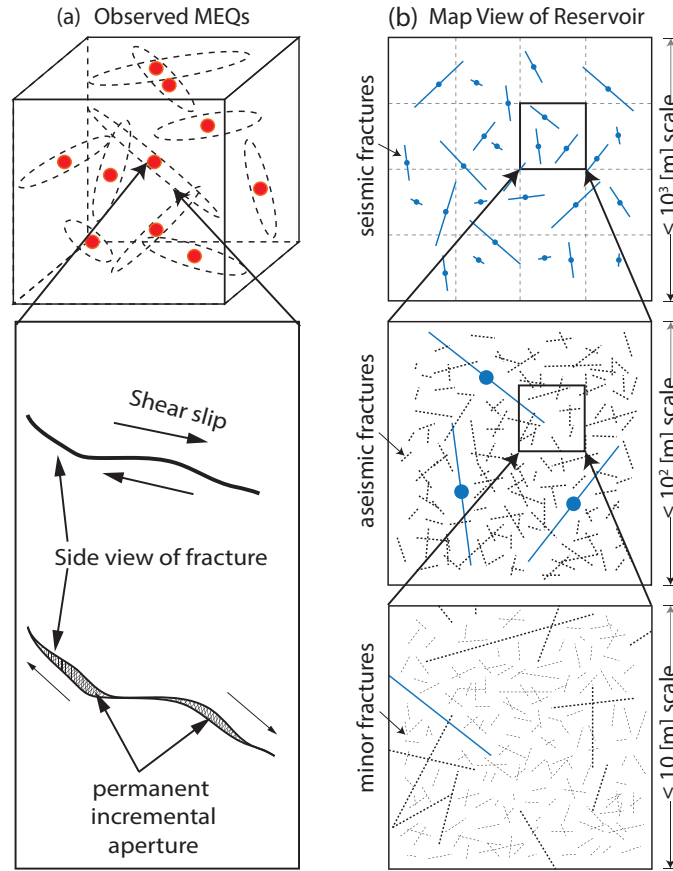 (a) Observed MEQs
Shear slip
Side view of fracture
permanent
incremental
aperture
(b) Map View of Reservoir
seismic fractures
< 10³ [m] scale
aseismic fractures
< 10² [m] scale
minor fractures
< 10 [m] scale